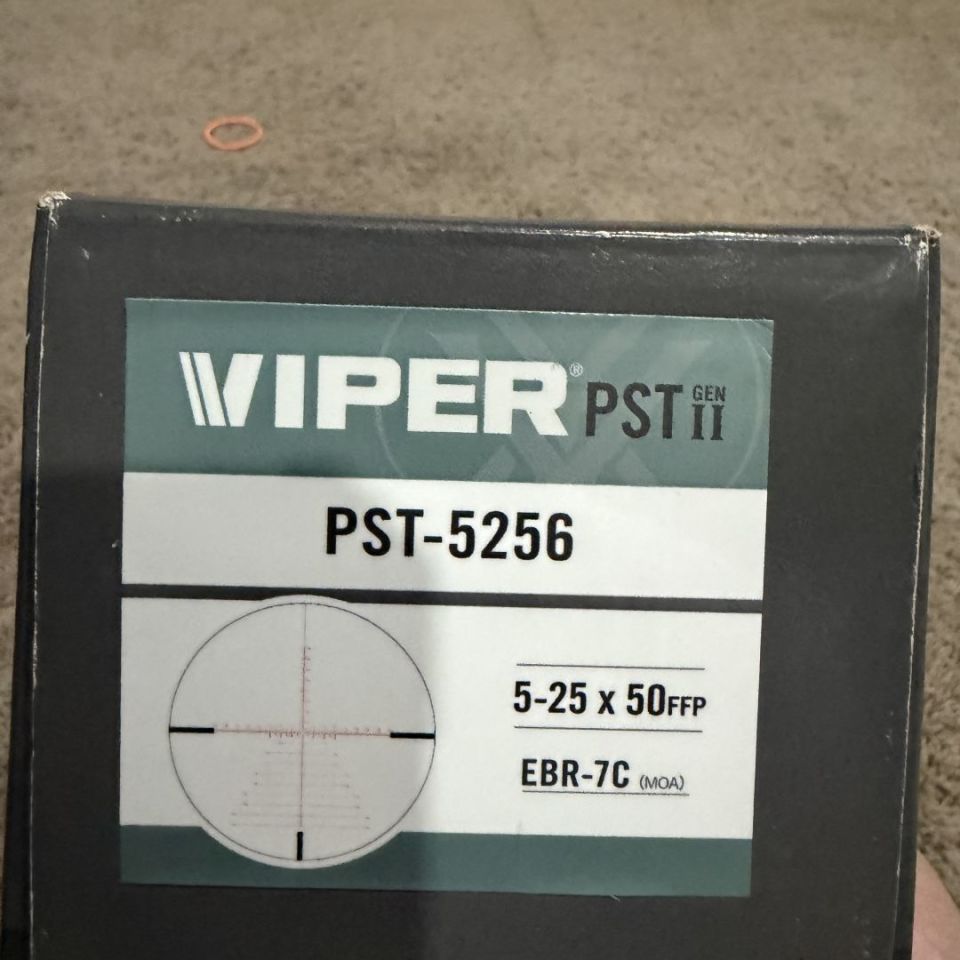 VIPER® PST GEN II
PST-5256
5-25 x 50FFP
EBR-7C (MOA)